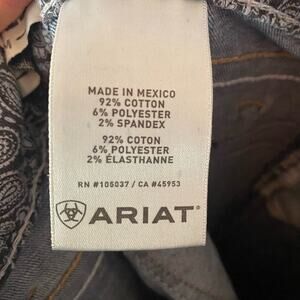 MADE IN MEXICO
92% COTTON
6% POLYESTER
2% SPANDEX
92% COTON
6% POLYESTER
2% ÉLASTHANNE
RN #105037 / CA #45953
ARIAT